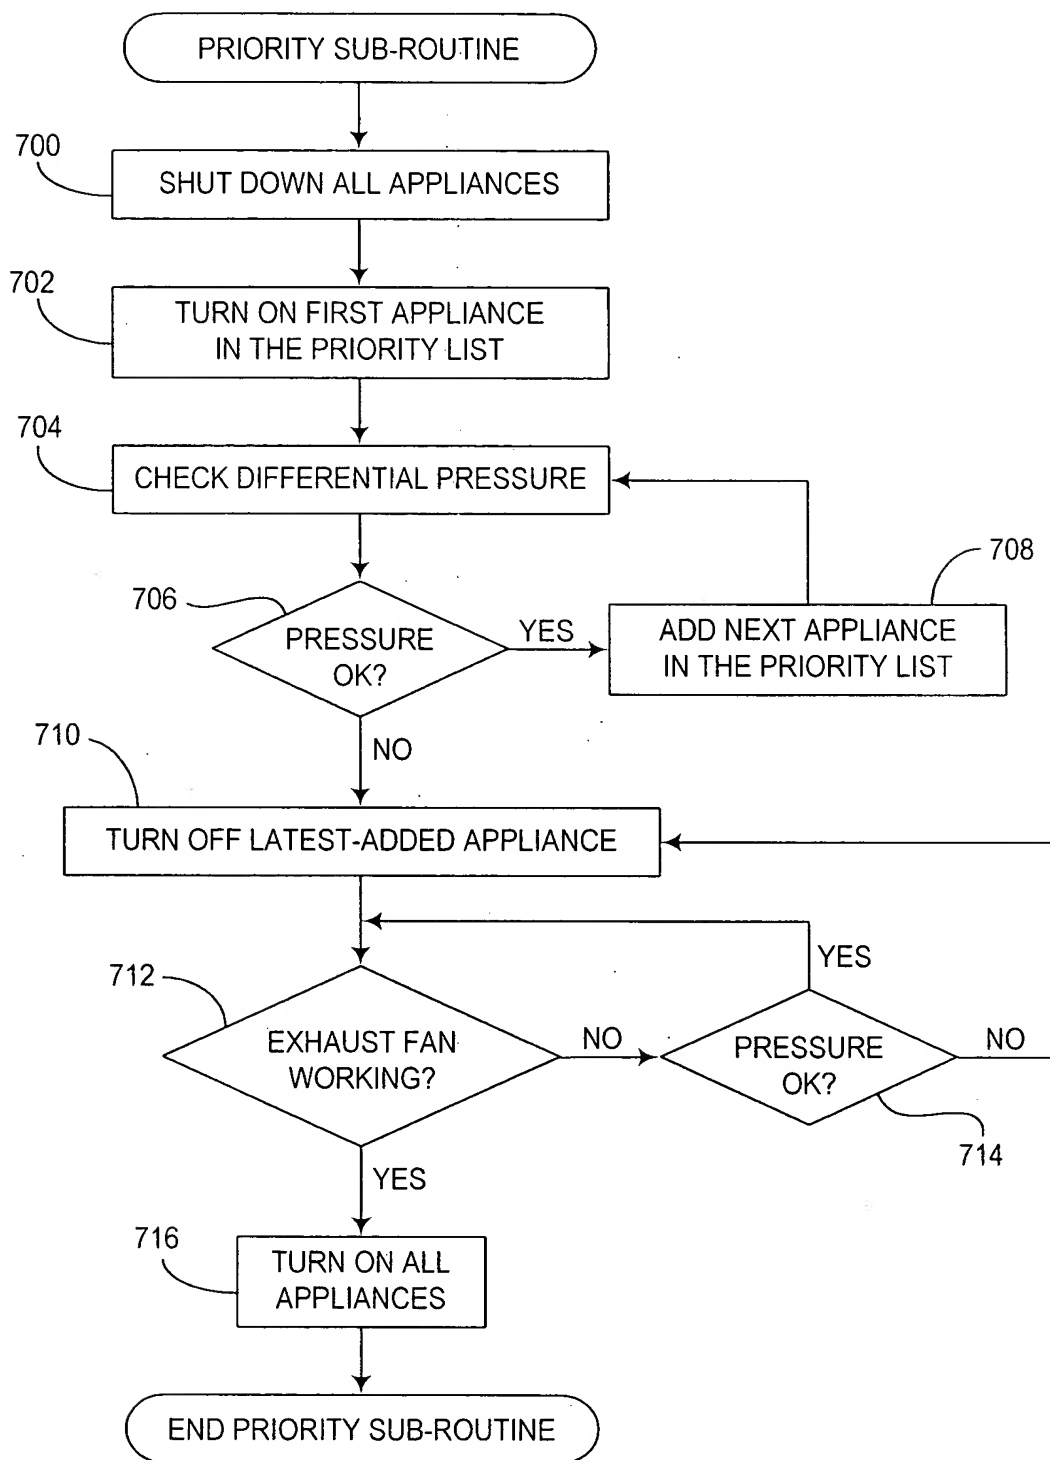 PRIORITY SUB-ROUTINE
700
SHUT DOWN ALL APPLIANCES
702
TURN ON FIRST APPLIANCE
IN THE PRIORITY LIST
704
CHECK DIFFERENTIAL PRESSURE
706
PRESSURE
OK?
YES
708
ADD NEXT APPLIANCE
IN THE PRIORITY LIST
NO
710
TURN OFF LATEST-ADDED APPLIANCE
712
EXHAUST FAN
WORKING?
NO
YES
PRESSURE
OK?
NO
714
YES
716
TURN ON ALL
APPLIANCES
END PRIORITY SUB-ROUTINE